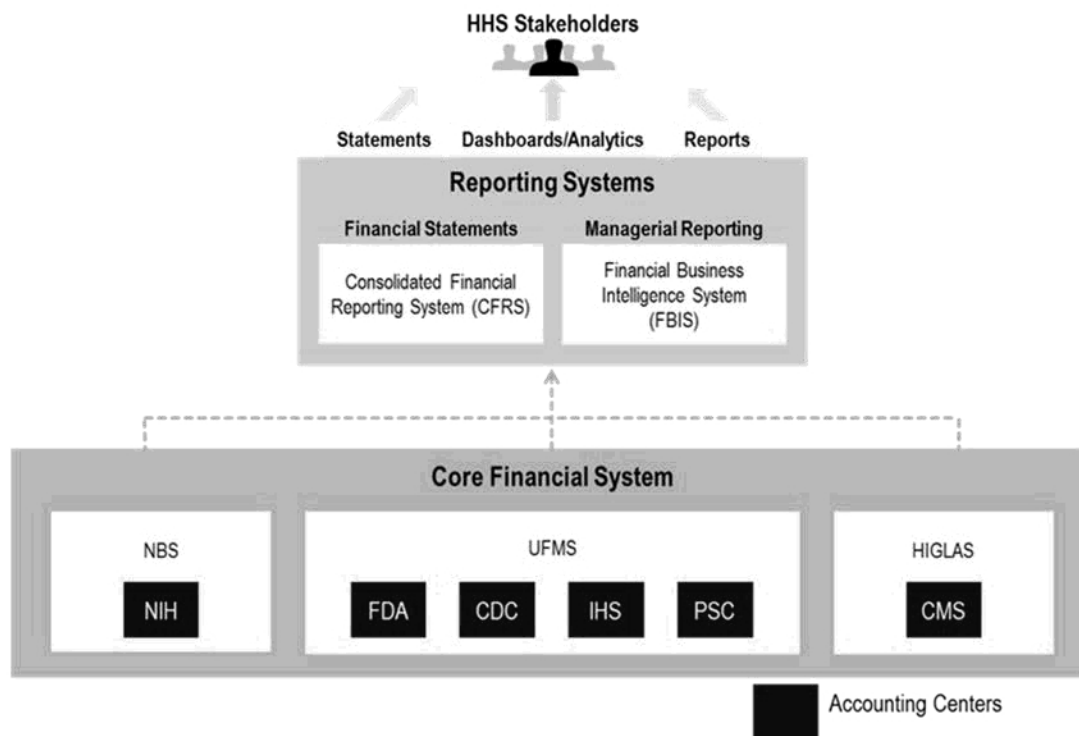 HHS Stakeholders
Statements
Dashboards/Analytics
Reports
Reporting Systems
Financial Statements
Managerial Reporting
Consolidated Financial
Reporting System (CFRS)
Financial Business
Intelligence System
(FBIS)
Core Financial System
NBS
NIH
UFMS
FDA
CDC
IHS
PSC
HIGLAS
CMS
Accounting Centers